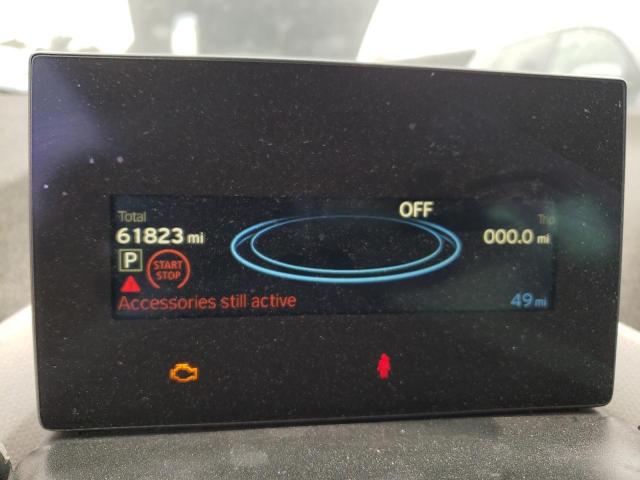 OFF
Total
Trip
61823 mi
000.0 mi
P
START
STOP
Accessories still active
49 mi